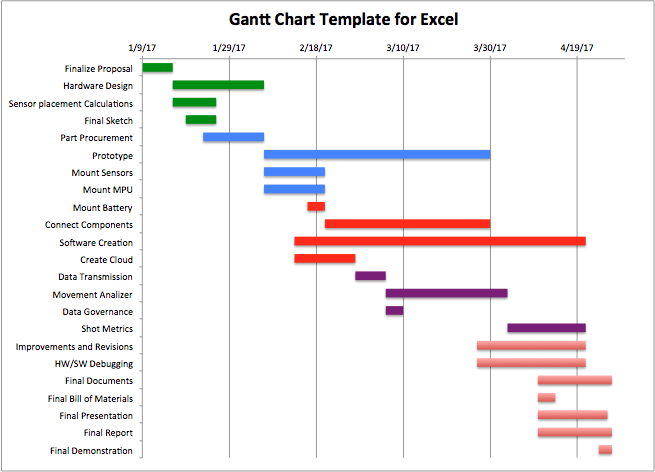 Gantt Chart Template for Excel
1/9/17 1/29/17 2/18/17 3/10/17 3/30/17 4/19/17
Finalize Proposal
Hardware Design
Sensor placement Calculations
Final Sketch
Part Procurement
Prototype
Mount Sensors
Mount MPU
Mount Battery
Connect Components
Software Creation
Create Cloud
Data Transmission
Movement Analizer
Data Governance
Shot Metrics
Improvements and Revisions
HW/SW Debugging
Final Documents
Final Bill of Materials
Final Presentation
Final Report
Final Demonstration